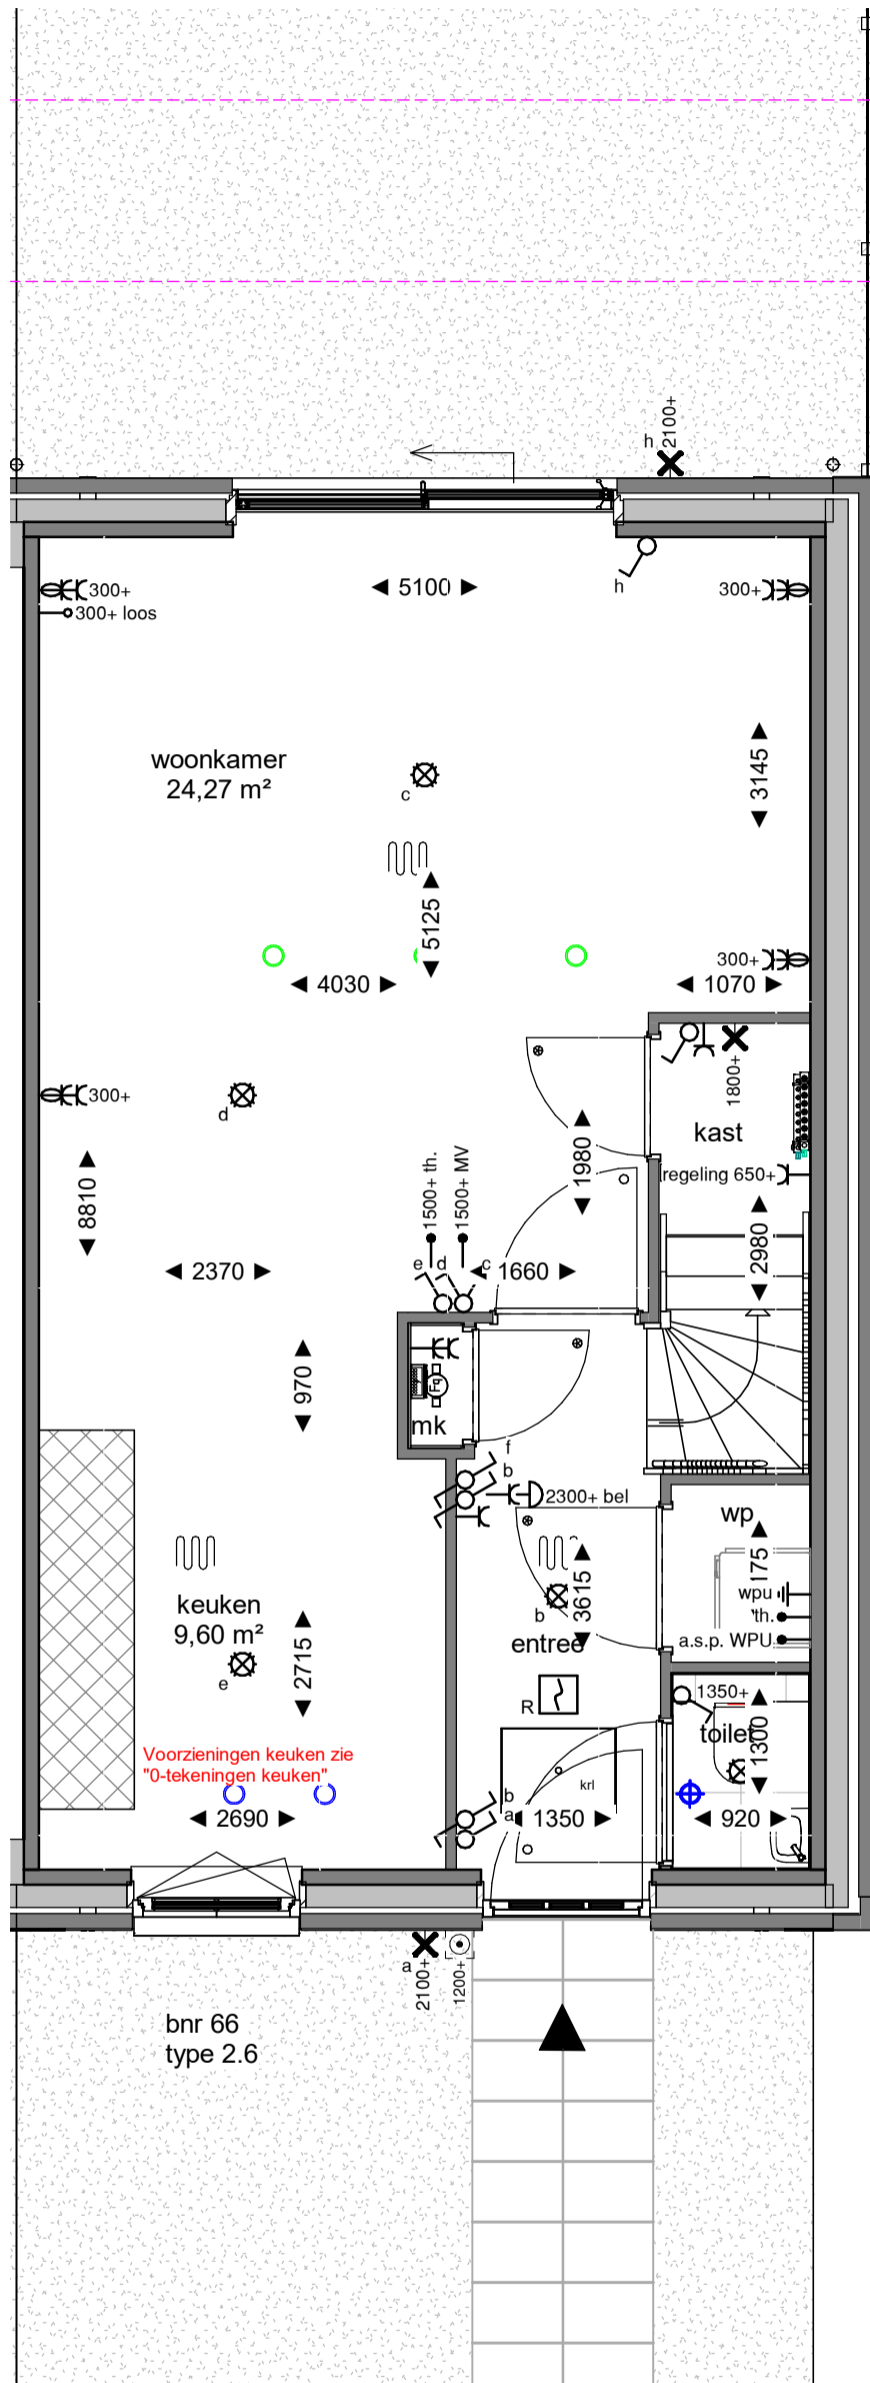 h
2100+
300+
5100
h
300+
300+ loos
woonkamer
24,27 m²
3145
c
5125
300+
4030
1070
300+
d
1800+
kast
1980
regeling 650+
8810
1500+ th.
1500+ MV
2980
2370
e
d
c
1660
970
Fq
mk
f
b
2300+ bel
wp
175
keuken
9,60 m²
b
3615
wpu
th.
entree
a.s.p. WPU
2715
e
R
1350+
toilet
1300
Voorzieningen keuken zie
"0-tekeningen keuken"
krl
b
a
2690
1350
920
a
2100+
1200+
bnr 66
type 2.6